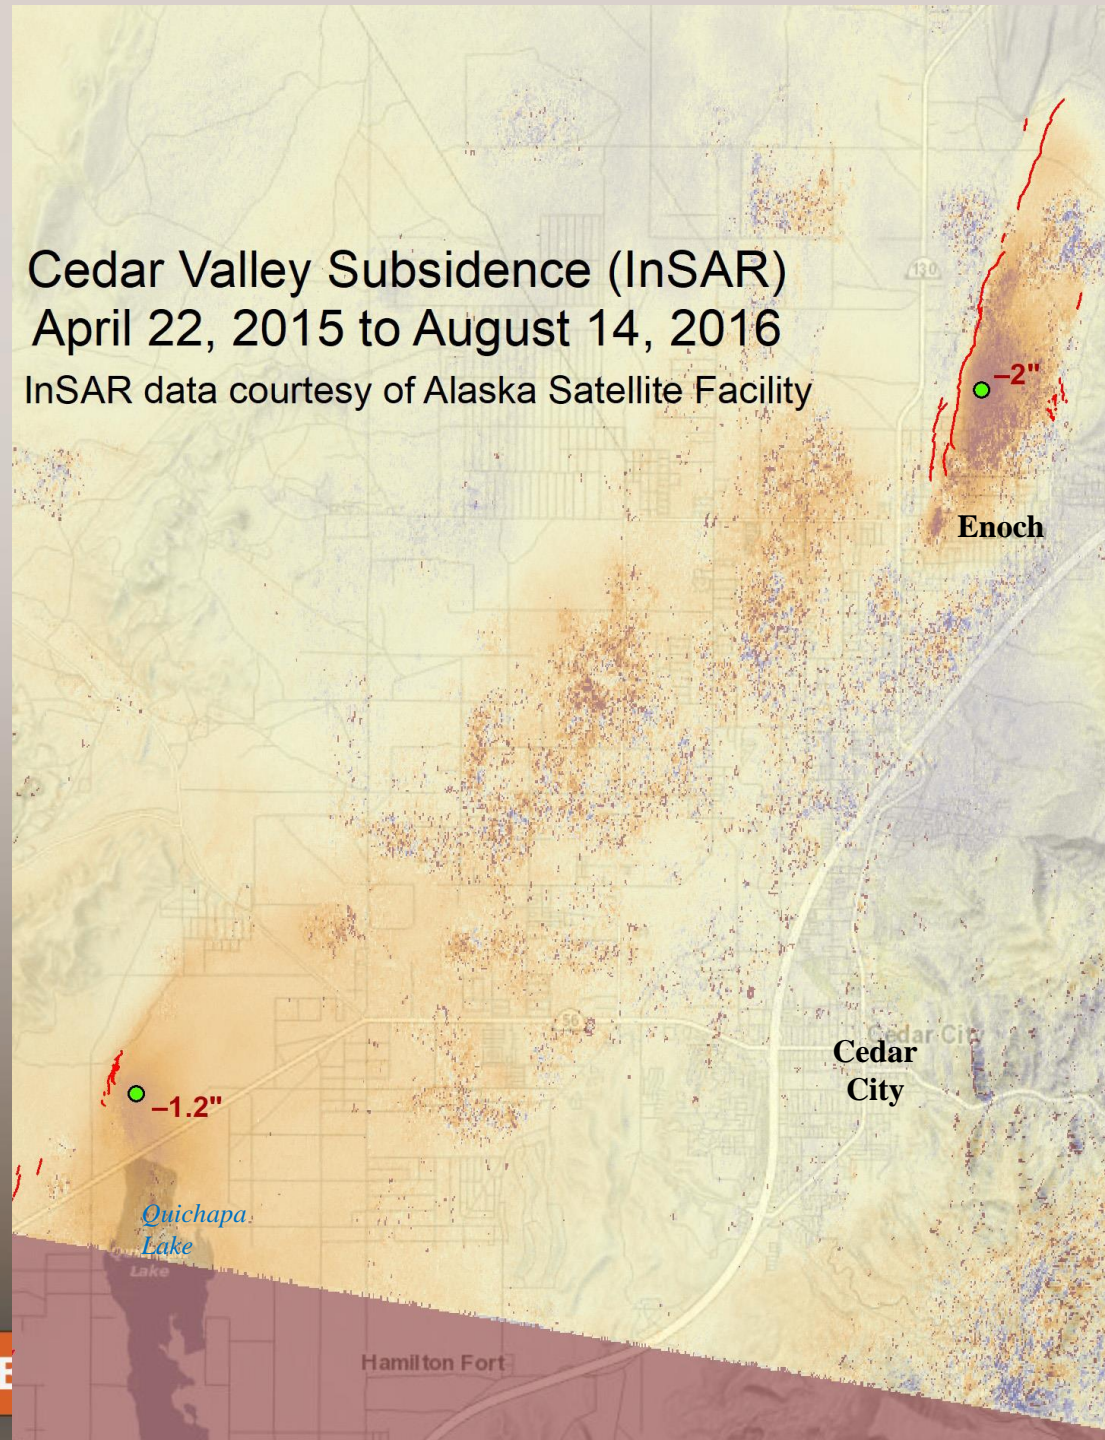 Cedar Valley Subsidence (InSAR)
April 22, 2015 to August 14, 2016
InSAR data courtesy of Alaska Satellite Facility
130
–2"
Enoch
56
Cedar City
Cedar
City
–1.2"
Quichapa
Lake
Lake
Hamilton Fort
E